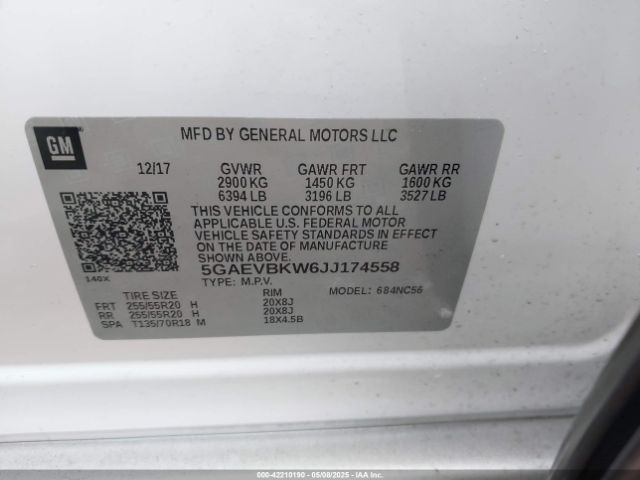 GM
MFD BY GENERAL MOTORS LLC
12/17 GVWR GAWR FRT GAWR RR
2900 KG 1450 KG 1600 KG
6394 LB 3196 LB 3527 LB
THIS VEHICLE CONFORMS TO ALL
APPLICABLE U.S. FEDERAL MOTOR
VEHICLE SAFETY STANDARDS
IN EFFECT ON THE DATE OF MANUFACTURE
SHOWN ABOVE.
5GAEVBKW6JJ174558
140X TYPE: M.P.V. MODEL: 684NC56
TIRE SIZE RIM
FRT 255/55R20 H 20X8J
RR 255/55R20 H 20X8J
SPA T135/70R18 M 18X4.5B
000-42210190 - 05/08/2025 - IAAI.COM